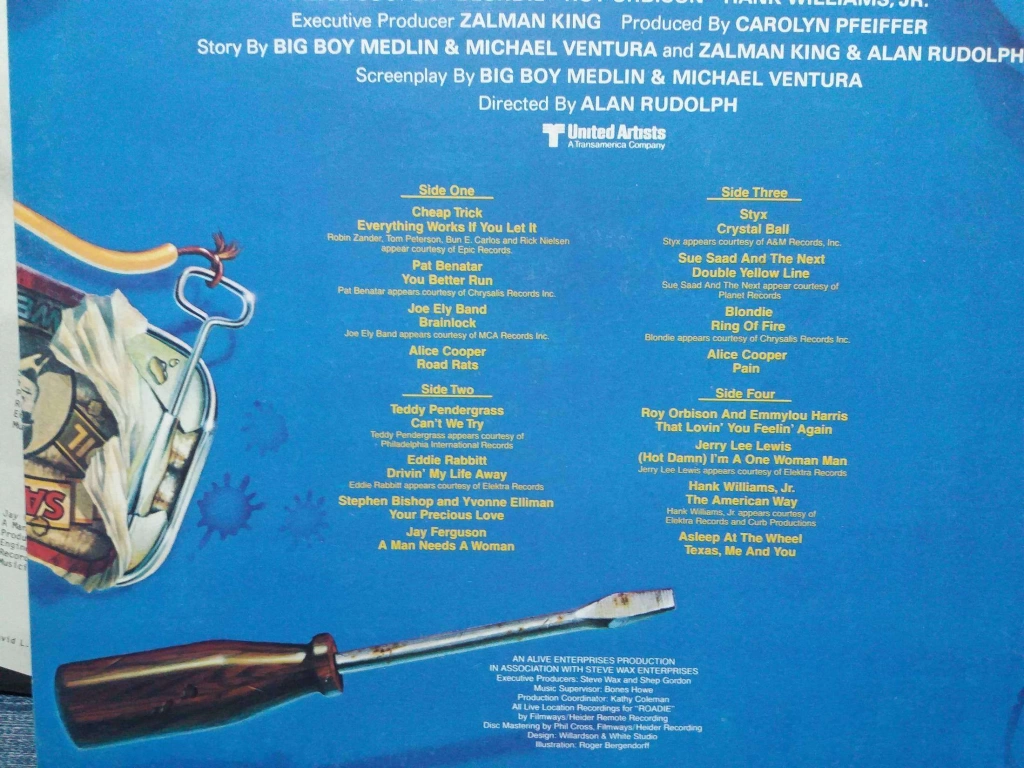 HANK WILLIAMS, JR.
Executive Producer ZALMAN KING Produced By CAROLYN PFEIFFER
Story By BIG BOY MEDLIN & MICHAEL VENTURA and ZALMAN KING & ALAN RUDOLPH
Screenplay By BIG BOY MEDLIN & MICHAEL VENTURA
Directed By ALAN RUDOLPH
United Artists
A Transamerica Company
Side One
Cheap Trick
Everything Works If You Let It
Robin Zander, Tom Peterson, Bun E. Carlos and Rick Nielsen
appear courtesy of Epic Records.
Pat Benatar
You Better Run
Pat Benatar appears courtesy of Chrysalis Records Inc.
Joe Ely Band
Brainlock
Joe Ely Band appears courtesy of MCA Records Inc.
Alice Cooper
Road Rats
Side Two
Teddy Pendergrass
Can't We Try
Teddy Pendergrass appears courtesy of
Philadelphia International Records
Eddie Rabbitt
Drivin' My Life Away
Eddie Rabbitt appears courtesy of Elektra Records
Stephen Bishop and Yvonne Elliman
Your Precious Love
Jay Ferguson
A Man Needs A Woman
Side Three
Styx
Crystal Ball
Styx appears courtesy of A&M Records, Inc.
Sue Saad And The Next
Double Yellow Line
Sue Saad And The Next appear courtesy of
Planet Records
Blondie
Ring Of Fire
Blondie appears courtesy of Chrysalis Records Inc.
Alice Cooper
Pain
Side Four
Roy Orbison And Emmylou Harris
That Lovin' You Feelin' Again
Jerry Lee Lewis
(Hot Damn) I'm A One Woman Man
Jerry Lee Lewis appears courtesy of Elektra Records
Hank Williams, Jr.
The American Way
Hank Williams, Jr appears courtesy of
Elektra Records and Curb Productions
Asleep At The Wheel
Texas, Me And You
AN ALIVE ENTERPRISES PRODUCTION
IN ASSOCIATION WITH STEVE WAX ENTERPRISES
Executive Producers: Steve Wax and Shep Gordon
Music Supervisor: Bones Howe
Production Coordinator: Kathy Coleman
All Live Location Recordings for "ROADIE"
by Filmways/Heider Remote Recording
Disc Mastering by Phil Cross, Filmways/Heider Recording
Design: Willardson & White Studio
Illustration: Roger Bergendorff